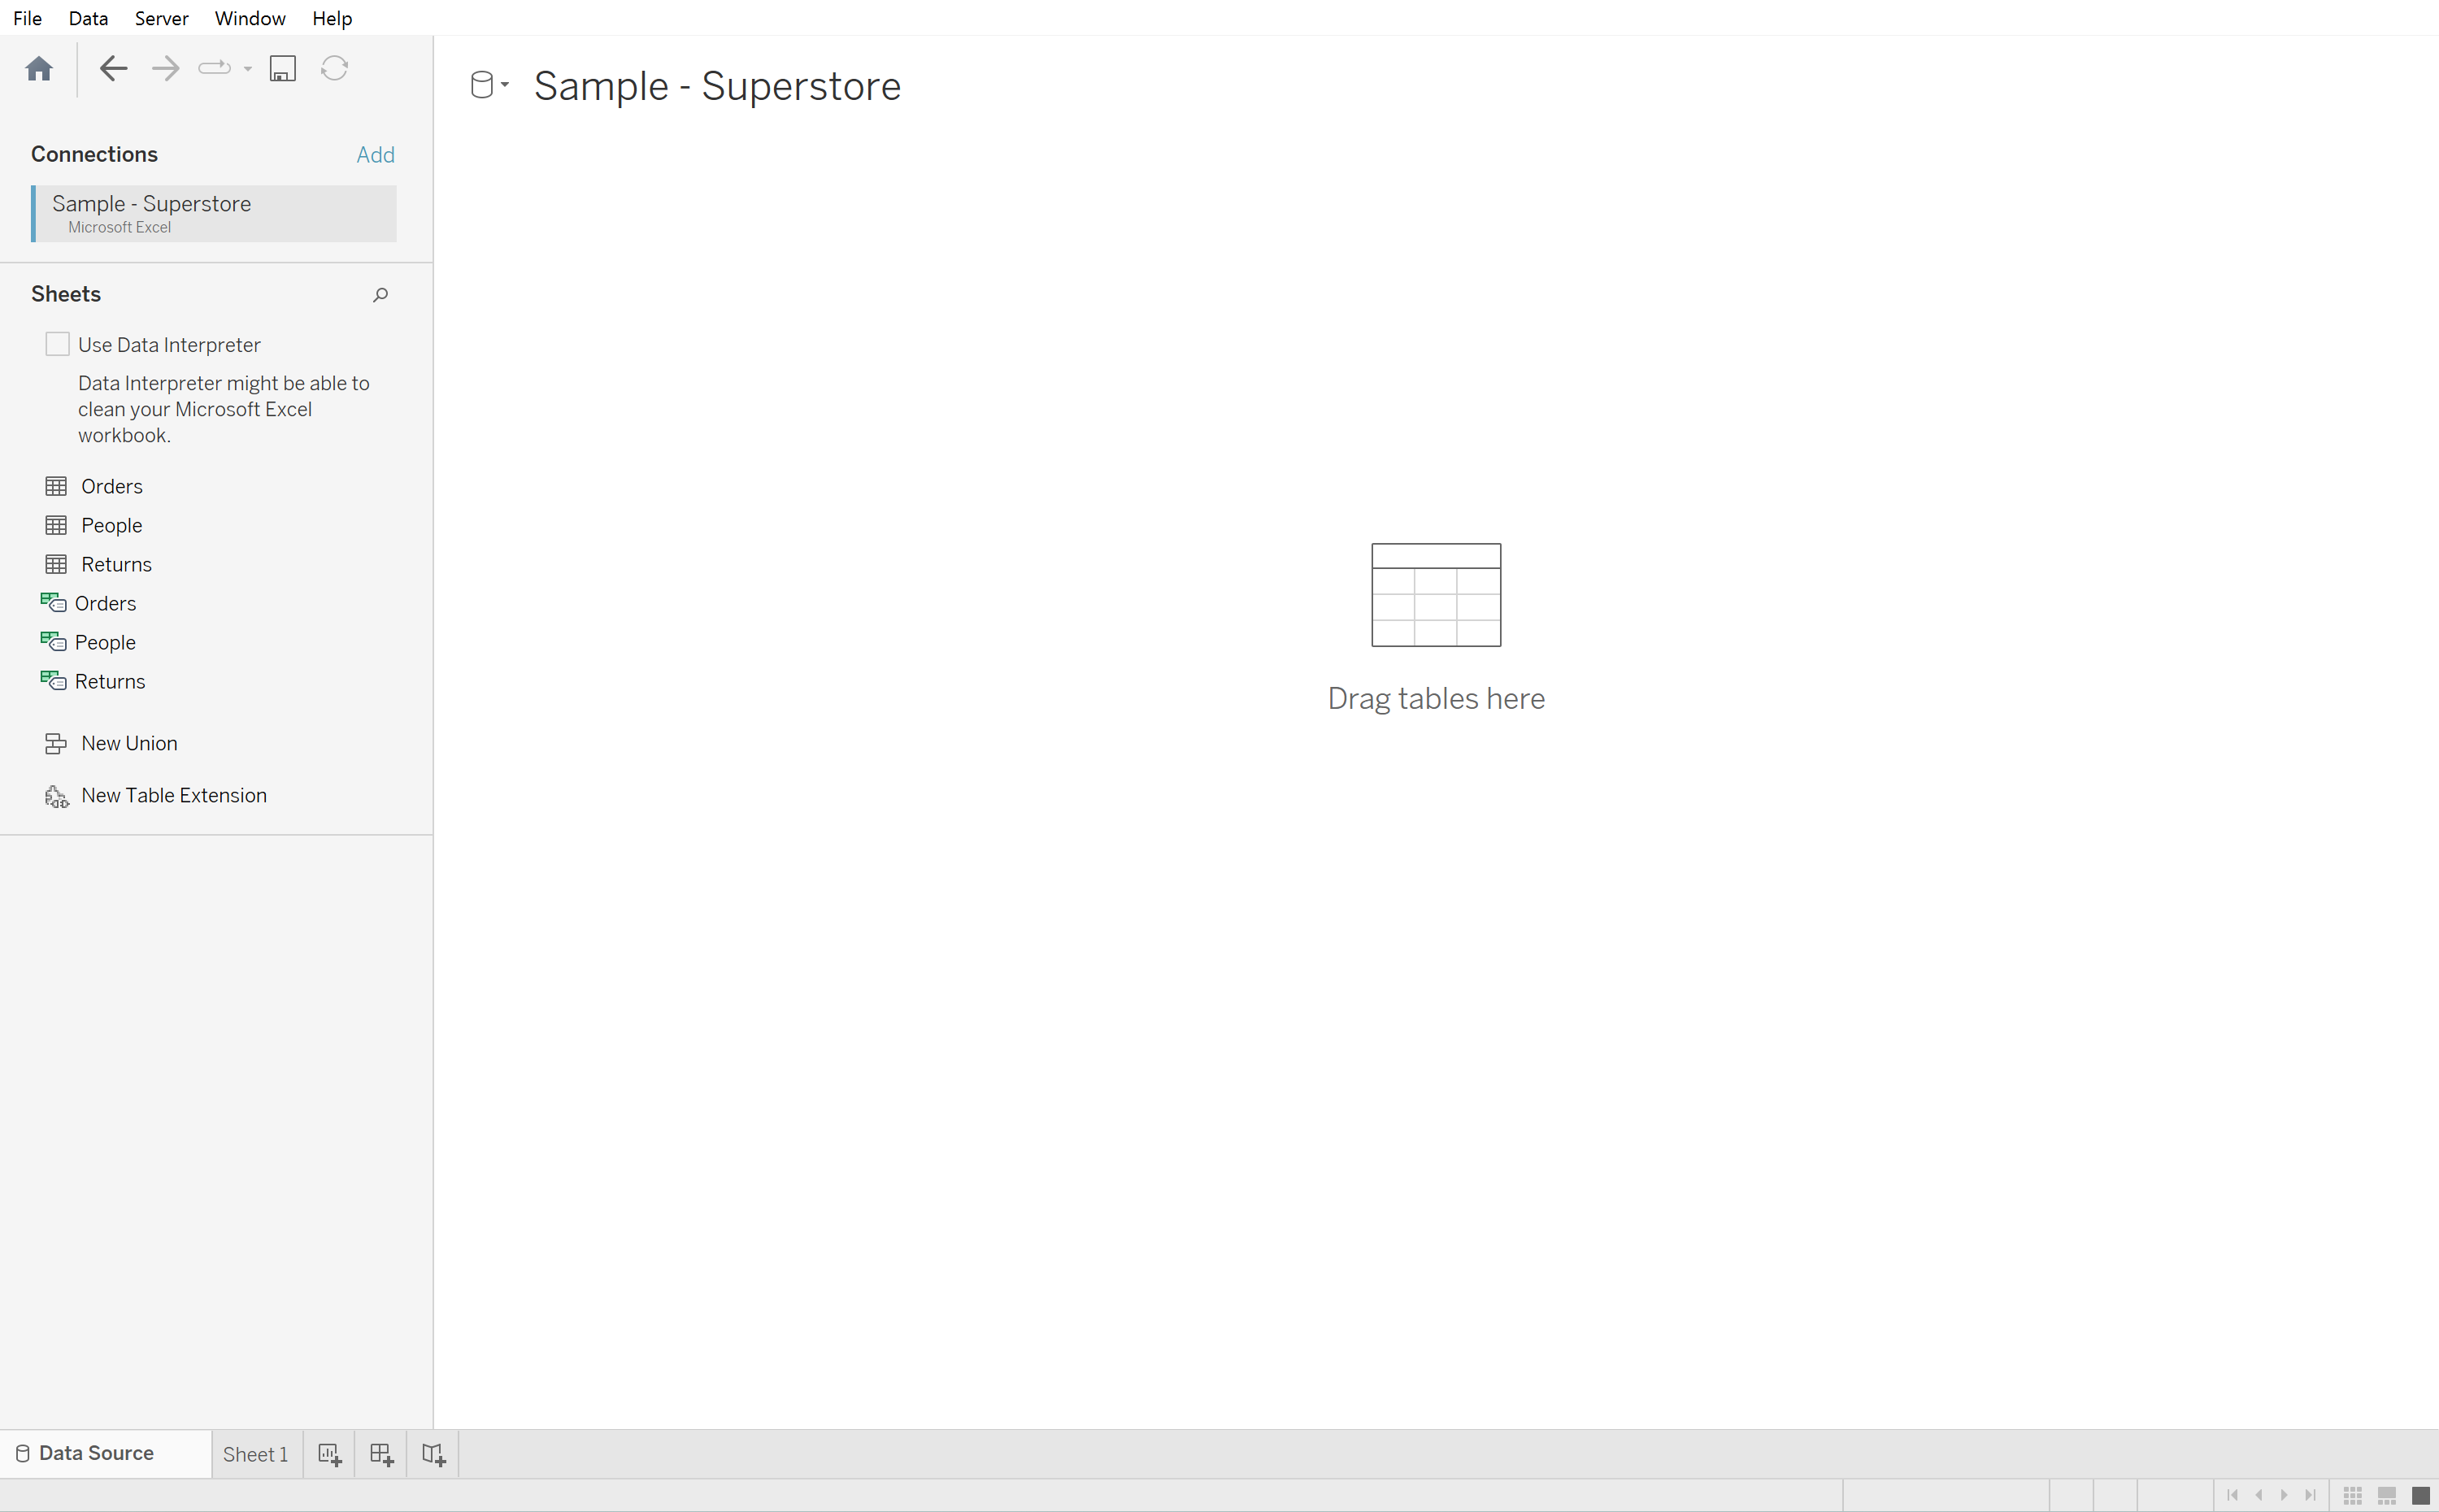 File Data Server Window Help
Sample - Superstore
Connections Add
Sample - Superstore
Microsoft Excel
Sheets
Use Data Interpreter
Data Interpreter might be able to
clean your Microsoft Excel
workbook.
Orders
People
Returns
Orders
People
Returns
New Union
New Table Extension
Drag tables here
Data Source Sheet 1